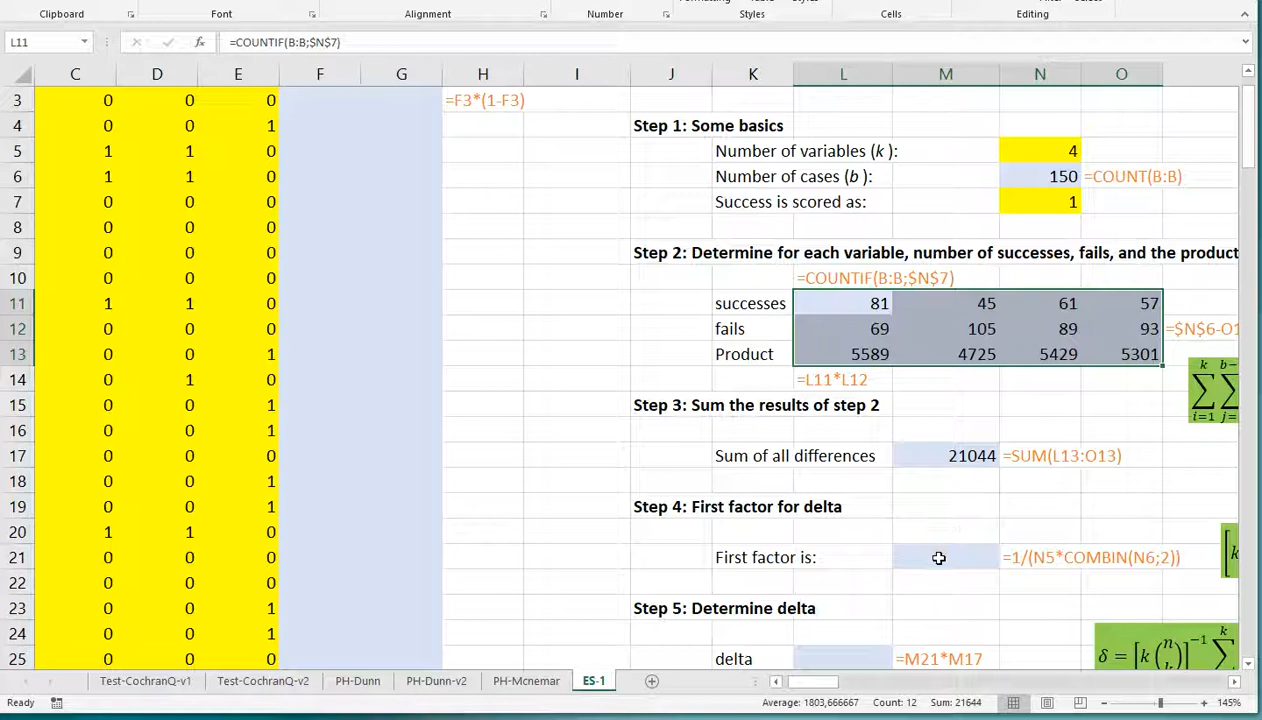 Clipboard Font Alignment Number Styles Cells Editing
L11 fx =COUNTIF(B:B;$N$7)
C D E F G H I J K L M N O
3 0 0 0 =F3*(1-F3)
4 0 0 1 Step 1: Some basics
5 1 1 0 Number of variables (k ): 4
6 1 1 0 Number of cases (b ): 150 =COUNT(B:B)
7 0 0 0 Success is scored as: 1
8 0 0 0
9 0 0 0 Step 2: Determine for each variable, number of successes, fails, and the product
10 0 0 0 =COUNTIF(B:B;$N$7)
11 1 1 0 successes 81 45 61 57
12 0 0 0 fails 69 105 89 93 =$N$6-O1
13 0 0 1 Product 5589 4725 5429 5301
14 0 1 0 =L11*L12
15 0 0 1 Step 3: Sum the results of step 2
16 0 0 1
17 0 0 0 Sum of all differences 21044 =SUM(L13:O13)
18 0 0 1
19 0 0 1 Step 4: First factor for delta
20 1 1 0
21 0 0 0 First factor is: =1/(N5*COMBIN(N6;2))
22 0 0 0
23 0 0 1 Step 5: Determine delta
24 0 0 1
25 0 0 0 delta =M21*M17
Test-CochranQ-v1 Test-CochranQ-v2 PH-Dunn PH-Dunn-v2 PH-Mcnemar ES-1
Ready Average: 1803,666667 Count: 12 Sum: 21644 145%